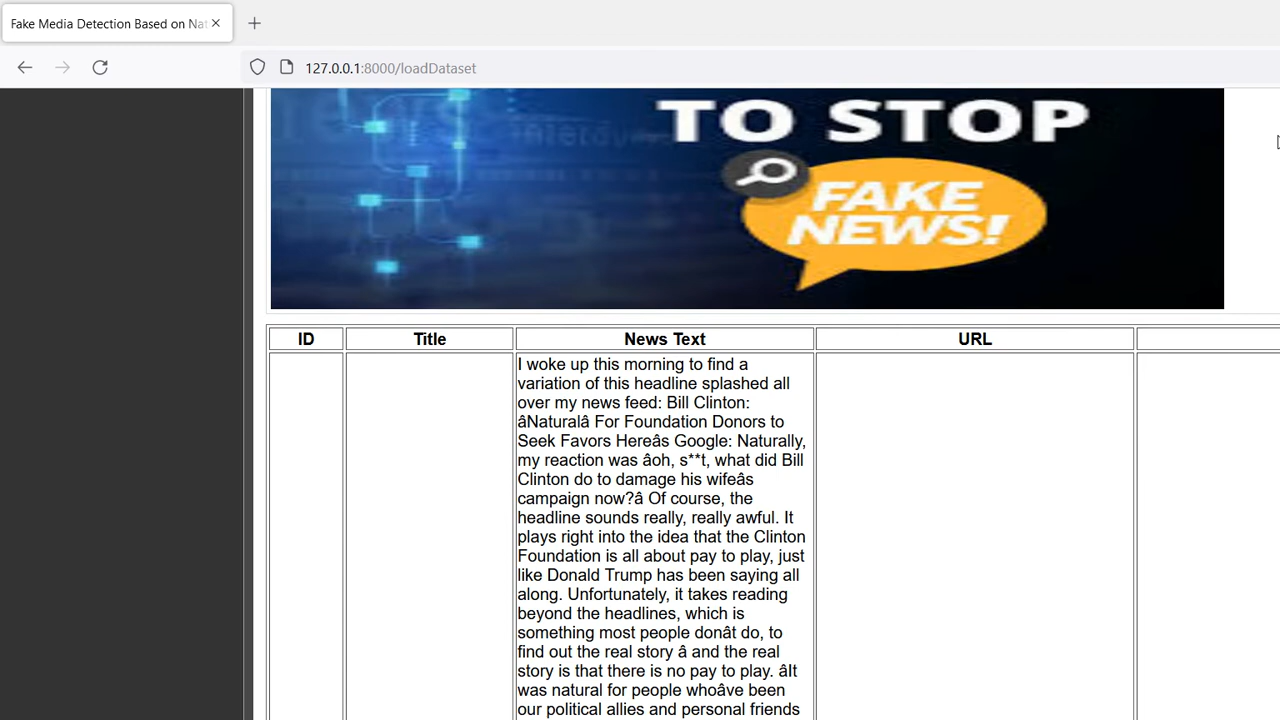 Fake Media Detection Based on Nat
127.0.0.1:8000/loadDataset
TO STOP
FAKE
NEWS!
ID Title News Text URL
I woke up this morning to find a
variation of this headline splashed all
over my news feed: Bill Clinton:
âNaturalâ For Foundation Donors to
Seek Favors Hereâs Google: Naturally,
my reaction was âoh, s**t, what did Bill
Clinton do to damage his wifeâs
campaign now?â Of course, the
headline sounds really, really awful. It
plays right into the idea that the Clinton
Foundation is all about pay to play, just
like Donald Trump has been saying all
along. Unfortunately, it takes reading
beyond the headlines, which is
something most people donât do, to
find out the real story â and the real
story is that there is no pay to play. âIt
was natural for people whoâve been
our political allies and personal friends